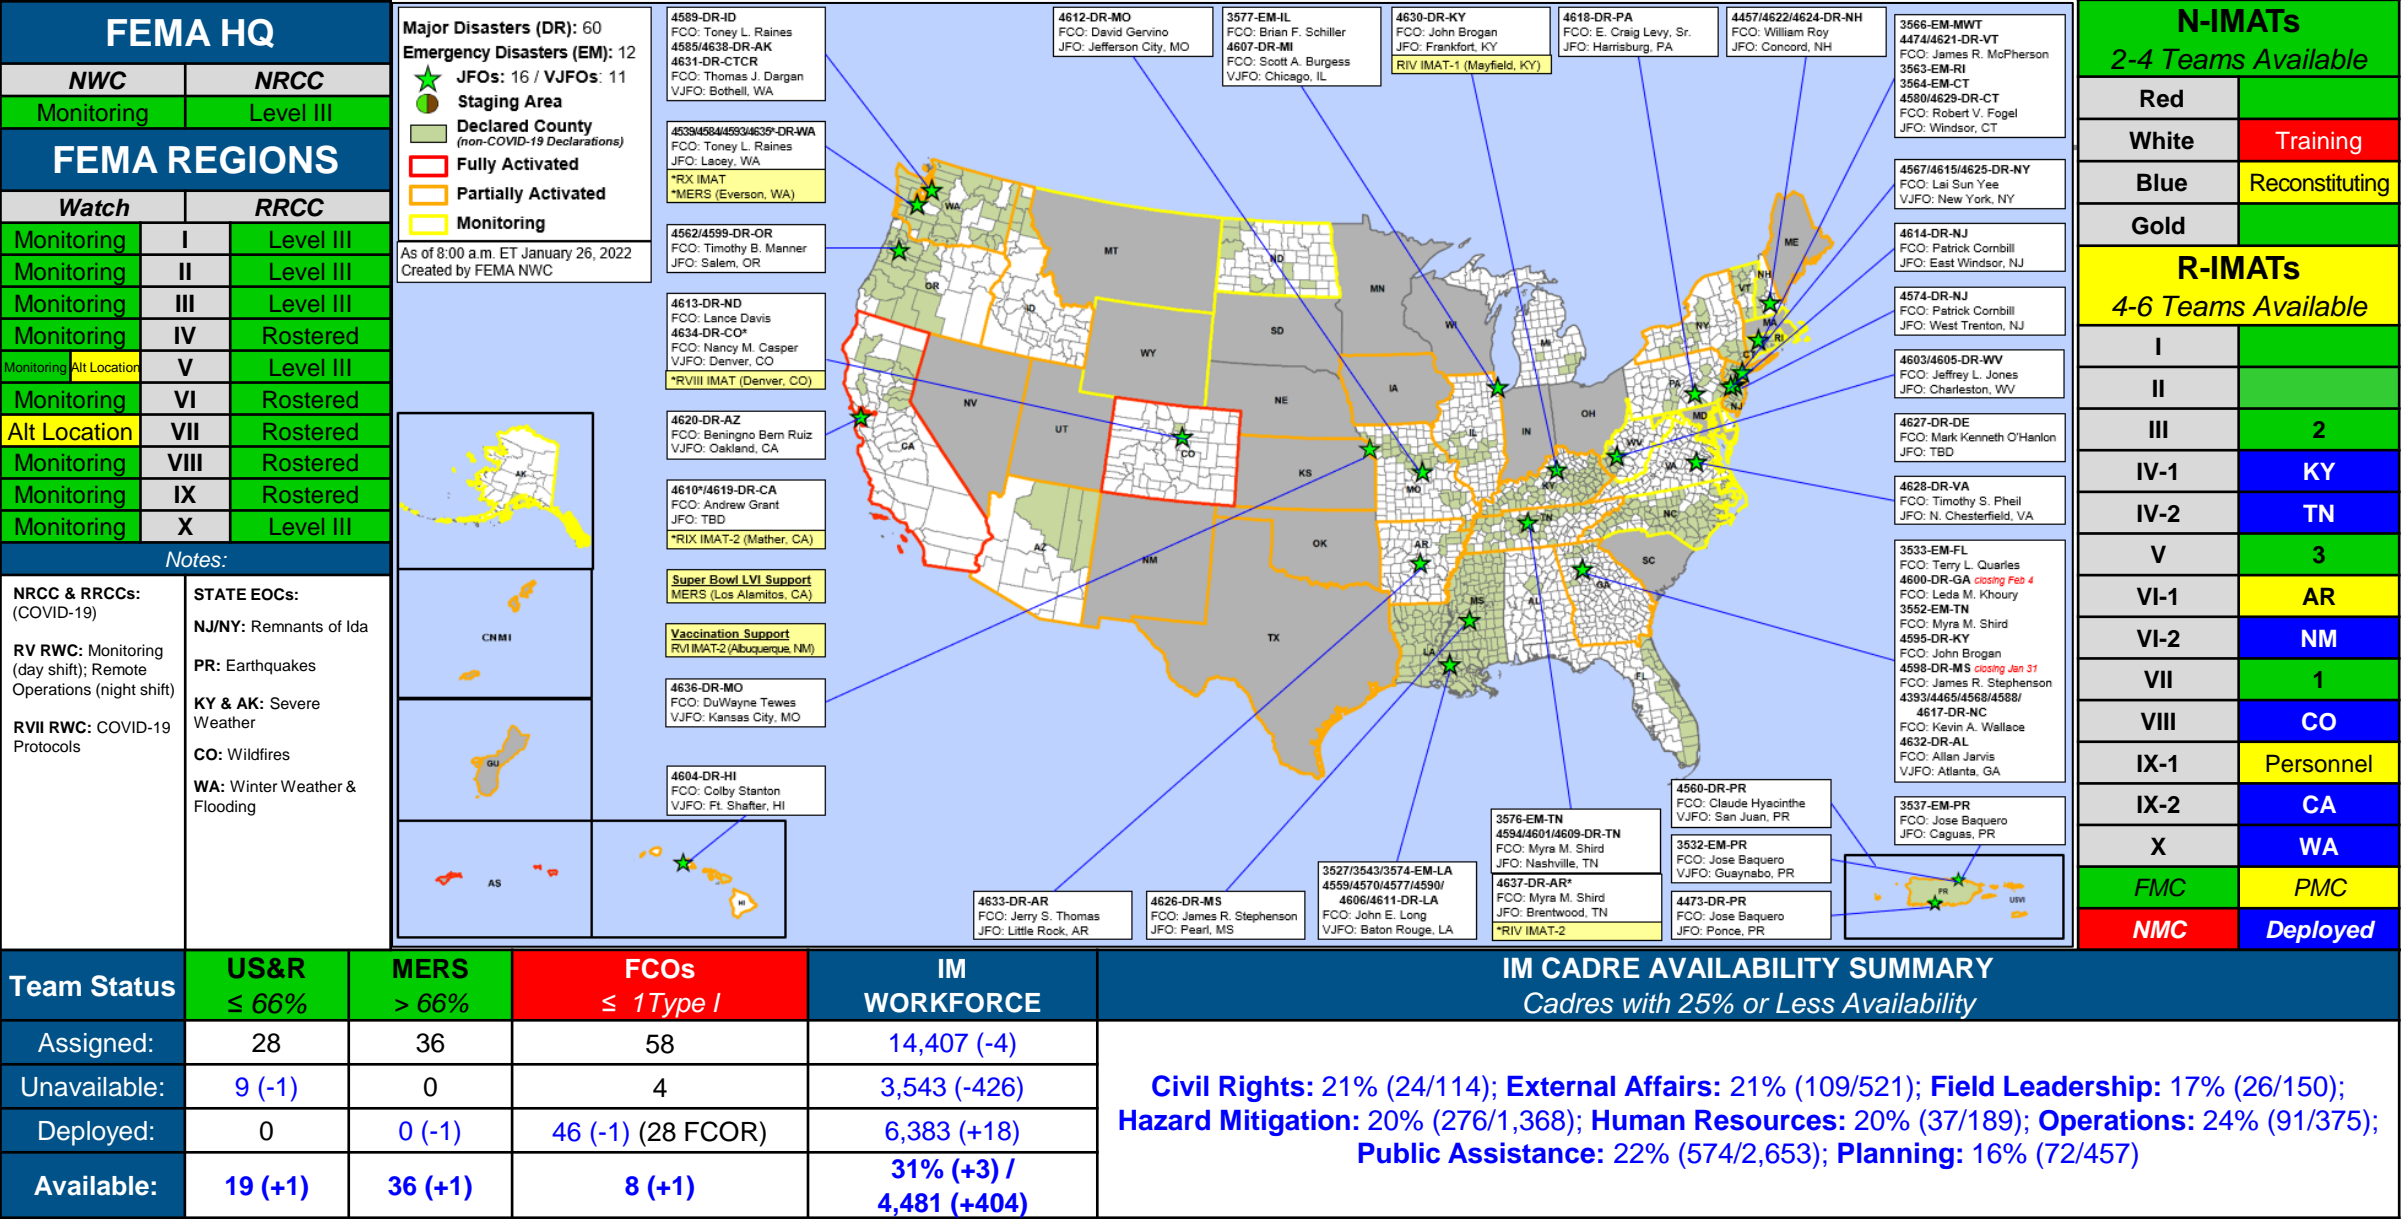 FEMA HQ
NWC NRCC
Monitoring Level III
FEMA REGIONS
Watch RRCC
Monitoring I Level III
Monitoring II Level III
Monitoring III Level III
Monitoring IV Rostered
Monitoring Alt Location V Level III
Monitoring VI Rostered
Alt Location VII Rostered
Monitoring VIII Rostered
Monitoring IX Rostered
Monitoring X Level III
Notes:
NRCC & RRCCs:
(COVID-19)
RV RWC: Monitoring
(day shift); Remote
Operations (night shift)
RVII RWC: COVID-19
Protocols
STATE EOCs:
NJ/NY: Remnants of Ida
PR: Earthquakes
KY & AK: Severe
Weather
CO: Wildfires
WA: Winter Weather &
Flooding
Major Disasters (DR): 60
Emergency Disasters (EM): 12
JFOs: 16 / VJFOs: 11
Staging Area
Declared County
(non-COVID-19 Declarations)
Fully Activated
Partially Activated
Monitoring
As of 8:00 a.m. ET January 26, 2022
Created by FEMA NWC
4589-DR-ID
FCO: Toney L. Raines
4585/4638-DR-AK
4631-DR-CTCR
FCO: Thomas J. Dargan
VJFO: Bothell, WA
4539/4584/4593/4635*-DR-WA
FCO: Toney L. Raines
JFO: Lacey, WA
*RX IMAT
*MERS (Everson, WA)
4562/4599-DR-OR
FCO: Timothy B. Manner
JFO: Salem, OR
4613-DR-ND
FCO: Lance Davis
4634-DR-CO*
FCO: Nancy M. Casper
VJFO: Denver, CO
*RVIII IMAT (Denver, CO)
4620-DR-AZ
FCO: Beningno Bern Ruiz
VJFO: Oakland, CA
4610*/4619-DR-CA
FCO: Andrew Grant
JFO: TBD
*RIX IMAT-2 (Mather, CA)
Super Bowl LVI Support
MERS (Los Alamitos, CA)
Vaccination Support
RVI IMAT-2 (Albuquerque, NM)
4636-DR-MO
FCO: DuWayne Tewes
VJFO: Kansas City, MO
4604-DR-HI
FCO: Colby Stanton
VJFO: Ft. Shafter, HI
4612-DR-MO
FCO: David Gervino
JFO: Jefferson City, MO
3577-EM-IL
FCO: Brian F. Schiller
4607-DR-MI
FCO: Scott A. Burgess
VJFO: Chicago, IL
4630-DR-KY
FCO: John Brogan
JFO: Frankfort, KY
RIV IMAT-1 (Mayfield, KY)
4618-DR-PA
FCO: E. Craig Levy, Sr.
JFO: Harrisburg, PA
4457/4622/4624-DR-NH
FCO: William Roy
JFO: Concord, NH
3566-EM-MWT
4474/4621-DR-VT
FCO: James R. McPherson
3563-EM-RI
3564-EM-CT
4580/4629-DR-CT
FCO: Robert V. Fogel
JFO: Windsor, CT
4567/4615/4625-DR-NY
FCO: Lai Sun Yee
VJFO: New York, NY
4614-DR-NJ
FCO: Patrick Cornbill
JFO: East Windsor, NJ
4574-DR-NJ
FCO: Patrick Cornbill
JFO: West Trenton, NJ
4603/4605-DR-WV
FCO: Jeffrey L. Jones
JFO: Charleston, WV
4627-DR-DE
FCO: Mark Kenneth O'Hanlon
JFO: TBD
4628-DR-VA
FCO: Timothy S. Pheil
JFO: N. Chesterfield, VA
3533-EM-FL
FCO: Terry L. Quarles
4600-DR-GA closing Feb 4
FCO: Leda M. Khoury
3552-EM-TN
FCO: Myra M. Shird
4595-DR-KY
FCO: John Brogan
4598-DR-MS closing Jan 31
FCO: James R. Stephenson
4393/4465/4568/4588/
4617-DR-NC
FCO: Kevin A. Wallace
4632-DR-AL
FCO: Allan Jarvis
VJFO: Atlanta, GA
3537-EM-PR
FCO: Jose Baquero
JFO: Caguas, PR
4560-DR-PR
FCO: Claude Hyacinthe
VJFO: San Juan, PR
3532-EM-PR
FCO: Jose Baquero
VJFO: Guaynabo, PR
4473-DR-PR
FCO: Jose Baquero
JFO: Ponce, PR
3576-EM-TN
4594/4601/4609-DR-TN
FCO: Myra M. Shird
JFO: Nashville, TN
4637-DR-AR*
FCO: Myra M. Shird
JFO: Brentwood, TN
*RIV IMAT-2
3527/3543/3574-EM-LA
4559/4570/4577/4590/
4606/4611-DR-LA
FCO: John E. Long
VJFO: Baton Rouge, LA
4626-DR-MS
FCO: James R. Stephenson
JFO: Pearl, MS
4633-DR-AR
FCO: Jerry S. Thomas
JFO: Little Rock, AR
WA
MT
ND
MN
ME
OR
ID
WY
SD
WI
MI
NY
VT
NH
MA
RI
CT
NV
UT
CO
NE
IA
IL
IN
OH
PA
NJ
MD
WV
VA
CA
AZ
NM
KS
MO
KY
TN
NC
SC
OK
AR
TX
LA
MS
AL
GA
FL
AK
CNMI
GU
AS
HI
PR
USVI
N-IMATs
2-4 Teams Available
Red
White Training
Blue Reconstituting
Gold
R-IMATs
4-6 Teams Available
I
II
III 2
IV-1 KY
IV-2 TN
V 3
VI-1 AR
VI-2 NM
VII 1
VIII CO
IX-1 Personnel
IX-2 CA
X WA
FMC PMC
NMC Deployed
Team Status US&R ≤ 66% MERS > 66% FCOs ≤ 1Type I IM WORKFORCE
Assigned: 28 36 58 14,407 (-4)
Unavailable: 9 (-1) 0 4 3,543 (-426)
Deployed: 0 0 (-1) 46 (-1) (28 FCOR) 6,383 (+18)
Available: 19 (+1) 36 (+1) 8 (+1) 31% (+3) / 4,481 (+404)
IM CADRE AVAILABILITY SUMMARY
Cadres with 25% or Less Availability
Civil Rights: 21% (24/114); External Affairs: 21% (109/521); Field Leadership: 17% (26/150);
Hazard Mitigation: 20% (276/1,368); Human Resources: 20% (37/189); Operations: 24% (91/375);
Public Assistance: 22% (574/2,653); Planning: 16% (72/457)